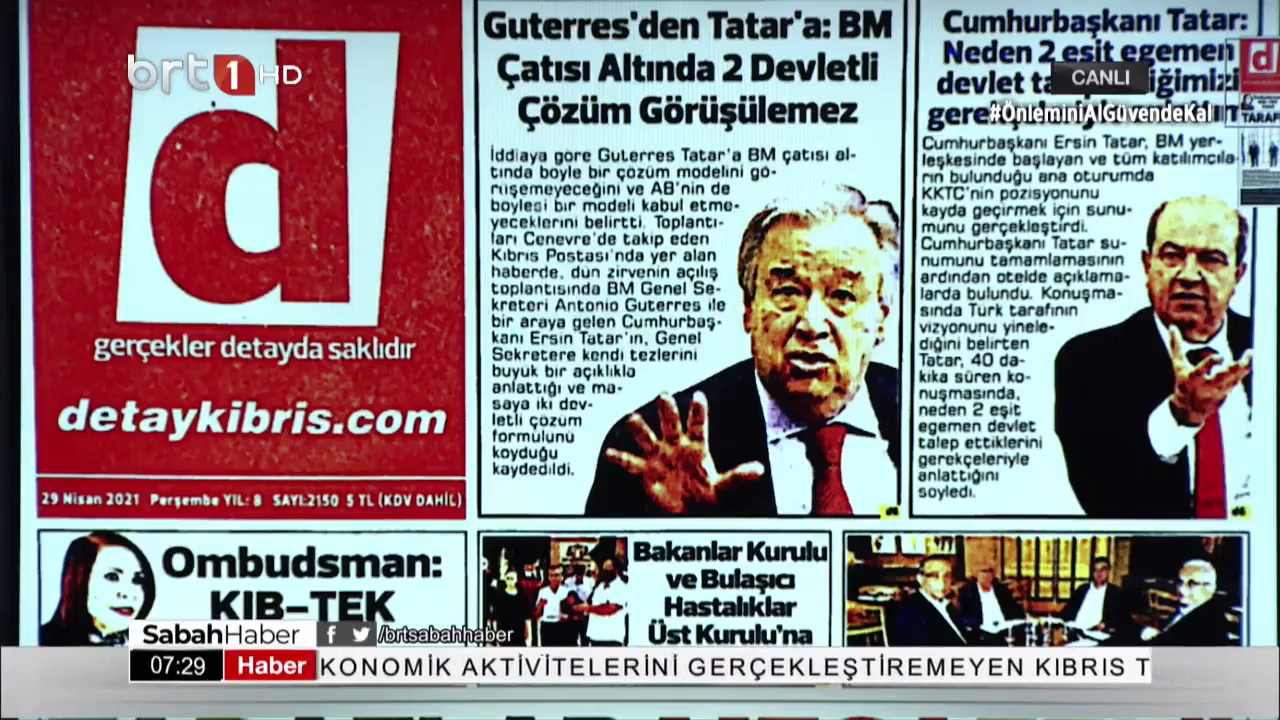 brt 1 HD
d
gerçekler detayda saklıdır
detaykibris.com
29 Nisan 2021 Perşembe YIL: 8 SAYI:2150 5 TL (KDV DAHİL)
Guterres'den Tatar'a: BM
Çatısı Altında 2 Devletli
Çözüm Görüşülemez
İddiaya göre Guterres Tatar'a BM çatısı al-
tında böyle bir çözüm modelini gö-
rüşemeyeceğini ve AB'nin de
böylesi bir modeli kabul etme-
yeceklerini belirtti. Toplantı-
ları Cenevre'de takip eden
Kıbrıs Postası'nda yer alan
haberde, dün zirvenin açılış
toplantısında BM Genel Se-
kreteri Antonio Guterres ile
bir araya gelen Cumhurbaş-
kanı Ersin Tatar'ın, Genel
Sekretere kendi tezlerini
büyük bir açıklıkla
anlattığı ve ma-
saya iki dev-
letli çözüm
formülünü
koyduğu
kaydedildi.
Cumhurbaşkanı Tatar:
Neden 2 eşit egemen
devlet
CANLI
#ÖnleminiAlGüvendeKal
Cumhurbaşkanı Ersin Tatar, BM yer-
leşkesinde başlayan ve tüm katılımcıla-
rın bulunduğu ana oturumda
KKTC'nin pozisyonunu
kayda geçirmek için sunu-
munu gerçekleştirdi.
Cumhurbaşkanı Tatar su-
numunu tamamlamasının
ardından otelde açıklama-
larda bulundu. Konuşma-
sında Türk tarafının
vizyonunu yinele-
diğini belirten
Tatar, 40 da-
kika süren ko-
nuşmasında,
neden 2 eşit
egemen devlet
talep ettiklerini
gerekçeleriyle
anlattığını
söyledi.
d
TARAF
Ombudsman:
KIB-TEK
Bakanlar Kurulu
ve Bulaşıcı
Hastalıklar
Üst Kurulu'na
SabahHaber /brtsabahhaber
07:29 Haber KONOMİK AKTİVİTELERİNİ GERÇEKLEŞTİREMEYEN KIBRIS T